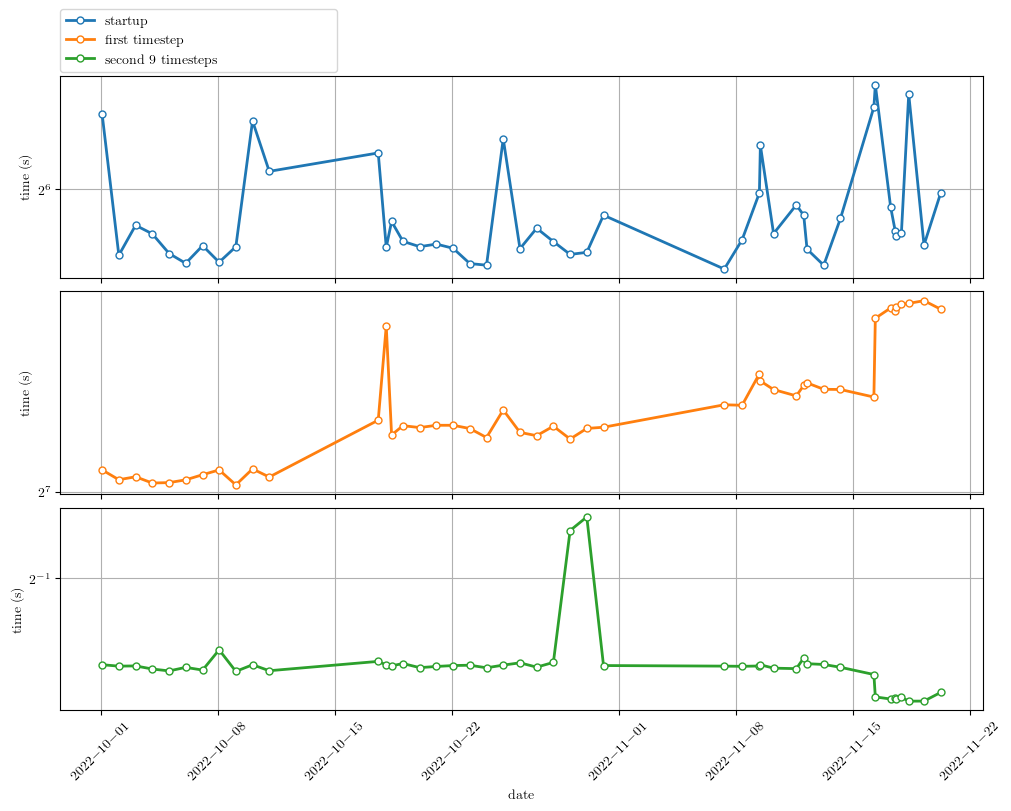 startup
first timestep
second 9 timesteps
time (s)
2^6
time (s)
2^7
time (s)
2^−1
2022−10−01
2022−10−08
2022−10−15
2022−10−22
2022−11−01
2022−11−08
2022−11−15
2022−11−22
date